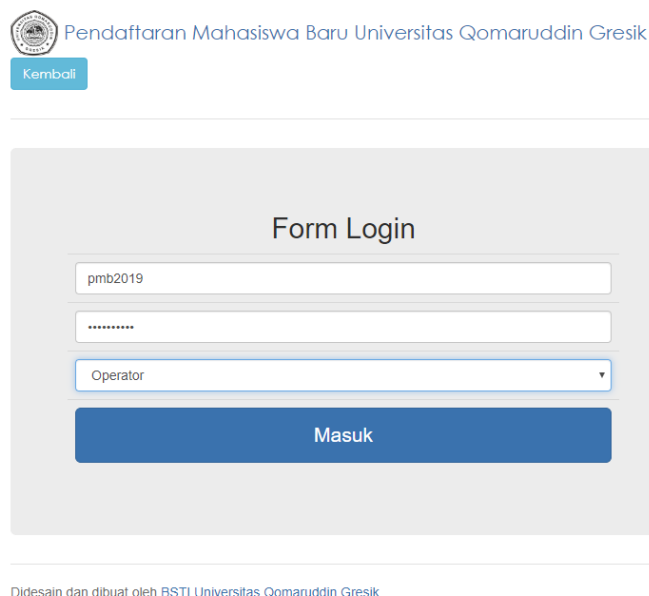 Pendaftaran Mahasiswa Baru Universitas Qomaruddin Gresik
Kembali
Form Login
pmb2019
••••••••••
Operator
Masuk
Didesain dan dibuat oleh BSTI Universitas Qomaruddin Gresik